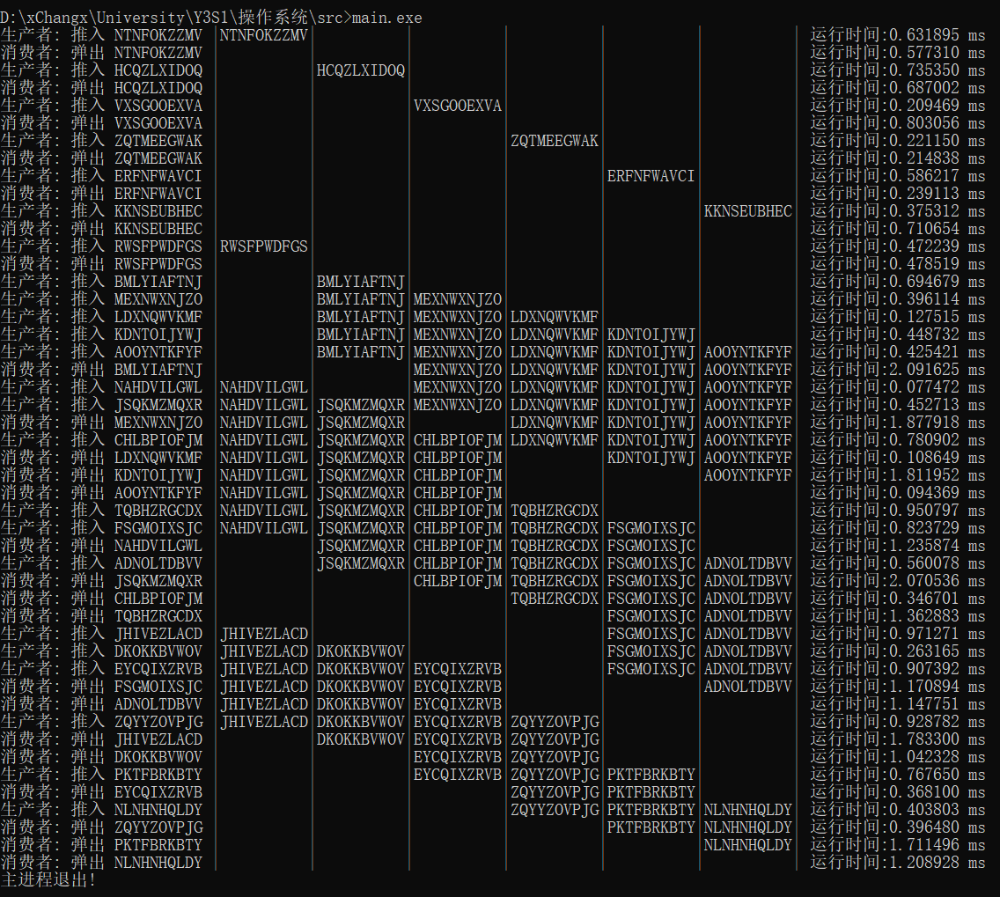 D:\xChangx\University\Y3S1\操作系统\src>main.exe
生产者: 推入 NTNFOKZZMV NTNFOKZZMV 运行时间:0.631895 ms
消费者: 弹出 NTNFOKZZMV 运行时间:0.577310 ms
生产者: 推入 HCQZLXIDOQ HCQZLXIDOQ 运行时间:0.735350 ms
消费者: 弹出 HCQZLXIDOQ 运行时间:0.687002 ms
生产者: 推入 VXSGOOEXVA VXSGOOEXVA 运行时间:0.209469 ms
消费者: 弹出 VXSGOOEXVA 运行时间:0.803056 ms
生产者: 推入 ZQTMEEGWAK ZQTMEEGWAK 运行时间:0.221150 ms
消费者: 弹出 ZQTMEEGWAK 运行时间:0.214838 ms
生产者: 推入 ERFNFWAVCI ERFNFWAVCI 运行时间:0.586217 ms
消费者: 弹出 ERFNFWAVCI 运行时间:0.239113 ms
生产者: 推入 KKNSEUBHEC KKNSEUBHEC 运行时间:0.375312 ms
消费者: 弹出 KKNSEUBHEC 运行时间:0.710654 ms
生产者: 推入 RWSFPWDFGS RWSFPWDFGS 运行时间:0.472239 ms
消费者: 弹出 RWSFPWDFGS 运行时间:0.478519 ms
生产者: 推入 BMLYIAFTNJ BMLYIAFTNJ 运行时间:0.694679 ms
生产者: 推入 MEXNWXNJZO BMLYIAFTNJ MEXNWXNJZO 运行时间:0.396114 ms
生产者: 推入 LDXNQWVKMF BMLYIAFTNJ MEXNWXNJZO LDXNQWVKMF 运行时间:0.127515 ms
生产者: 推入 KDNTOIJYWJ BMLYIAFTNJ MEXNWXNJZO LDXNQWVKMF KDNTOIJYWJ 运行时间:0.448732 ms
生产者: 推入 AOOYNTKFYF BMLYIAFTNJ MEXNWXNJZO LDXNQWVKMF KDNTOIJYWJ AOOYNTKFYF 运行时间:0.425421 ms
消费者: 弹出 BMLYIAFTNJ MEXNWXNJZO LDXNQWVKMF KDNTOIJYWJ AOOYNTKFYF 运行时间:2.091625 ms
生产者: 推入 NAHDVILGWL NAHDVILGWL MEXNWXNJZO LDXNQWVKMF KDNTOIJYWJ AOOYNTKFYF 运行时间:0.077472 ms
生产者: 推入 JSQKMZMQXR NAHDVILGWL JSQKMZMQXR MEXNWXNJZO LDXNQWVKMF KDNTOIJYWJ AOOYNTKFYF 运行时间:0.452713 ms
消费者: 弹出 MEXNWXNJZO NAHDVILGWL JSQKMZMQXR LDXNQWVKMF KDNTOIJYWJ AOOYNTKFYF 运行时间:1.877918 ms
生产者: 推入 CHLBPIOFJM NAHDVILGWL JSQKMZMQXR CHLBPIOFJM LDXNQWVKMF KDNTOIJYWJ AOOYNTKFYF 运行时间:0.780902 ms
消费者: 弹出 LDXNQWVKMF NAHDVILGWL JSQKMZMQXR CHLBPIOFJM KDNTOIJYWJ AOOYNTKFYF 运行时间:0.108649 ms
消费者: 弹出 KDNTOIJYWJ NAHDVILGWL JSQKMZMQXR CHLBPIOFJM AOOYNTKFYF 运行时间:1.811952 ms
消费者: 弹出 AOOYNTKFYF NAHDVILGWL JSQKMZMQXR CHLBPIOFJM 运行时间:0.094369 ms
生产者: 推入 TQBHZRGCDX NAHDVILGWL JSQKMZMQXR CHLBPIOFJM TQBHZRGCDX 运行时间:0.950797 ms
生产者: 推入 FSGMOIXSJC NAHDVILGWL JSQKMZMQXR CHLBPIOFJM TQBHZRGCDX FSGMOIXSJC 运行时间:0.823729 ms
消费者: 弹出 NAHDVILGWL JSQKMZMQXR CHLBPIOFJM TQBHZRGCDX FSGMOIXSJC 运行时间:1.235874 ms
生产者: 推入 ADNOLTDBVV JSQKMZMQXR CHLBPIOFJM TQBHZRGCDX FSGMOIXSJC ADNOLTDBVV 运行时间:0.560078 ms
消费者: 弹出 JSQKMZMQXR CHLBPIOFJM TQBHZRGCDX FSGMOIXSJC ADNOLTDBVV 运行时间:2.070536 ms
消费者: 弹出 CHLBPIOFJM TQBHZRGCDX FSGMOIXSJC ADNOLTDBVV 运行时间:0.346701 ms
消费者: 弹出 TQBHZRGCDX FSGMOIXSJC ADNOLTDBVV 运行时间:1.362883 ms
生产者: 推入 JHIVEZLACD JHIVEZLACD FSGMOIXSJC ADNOLTDBVV 运行时间:0.971271 ms
生产者: 推入 DKOKKBVWOV JHIVEZLACD DKOKKBVWOV FSGMOIXSJC ADNOLTDBVV 运行时间:0.263165 ms
生产者: 推入 EYCQIXZRVB JHIVEZLACD DKOKKBVWOV EYCQIXZRVB FSGMOIXSJC ADNOLTDBVV 运行时间:0.907392 ms
消费者: 弹出 FSGMOIXSJC JHIVEZLACD DKOKKBVWOV EYCQIXZRVB ADNOLTDBVV 运行时间:1.170894 ms
消费者: 弹出 ADNOLTDBVV JHIVEZLACD DKOKKBVWOV EYCQIXZRVB 运行时间:1.147751 ms
生产者: 推入 ZQYYZOVPJG JHIVEZLACD DKOKKBVWOV EYCQIXZRVB ZQYYZOVPJG 运行时间:0.928782 ms
消费者: 弹出 JHIVEZLACD DKOKKBVWOV EYCQIXZRVB ZQYYZOVPJG 运行时间:1.783300 ms
消费者: 弹出 DKOKKBVWOV EYCQIXZRVB ZQYYZOVPJG 运行时间:1.042328 ms
生产者: 推入 PKTFBRKBTY EYCQIXZRVB ZQYYZOVPJG PKTFBRKBTY 运行时间:0.767650 ms
消费者: 弹出 EYCQIXZRVB ZQYYZOVPJG PKTFBRKBTY 运行时间:0.368100 ms
生产者: 推入 NLNHNHQLDY ZQYYZOVPJG PKTFBRKBTY NLNHNHQLDY 运行时间:0.403803 ms
消费者: 弹出 ZQYYZOVPJG PKTFBRKBTY NLNHNHQLDY 运行时间:0.396480 ms
消费者: 弹出 PKTFBRKBTY NLNHNHQLDY 运行时间:1.711496 ms
消费者: 弹出 NLNHNHQLDY 运行时间:1.208928 ms
主进程退出!